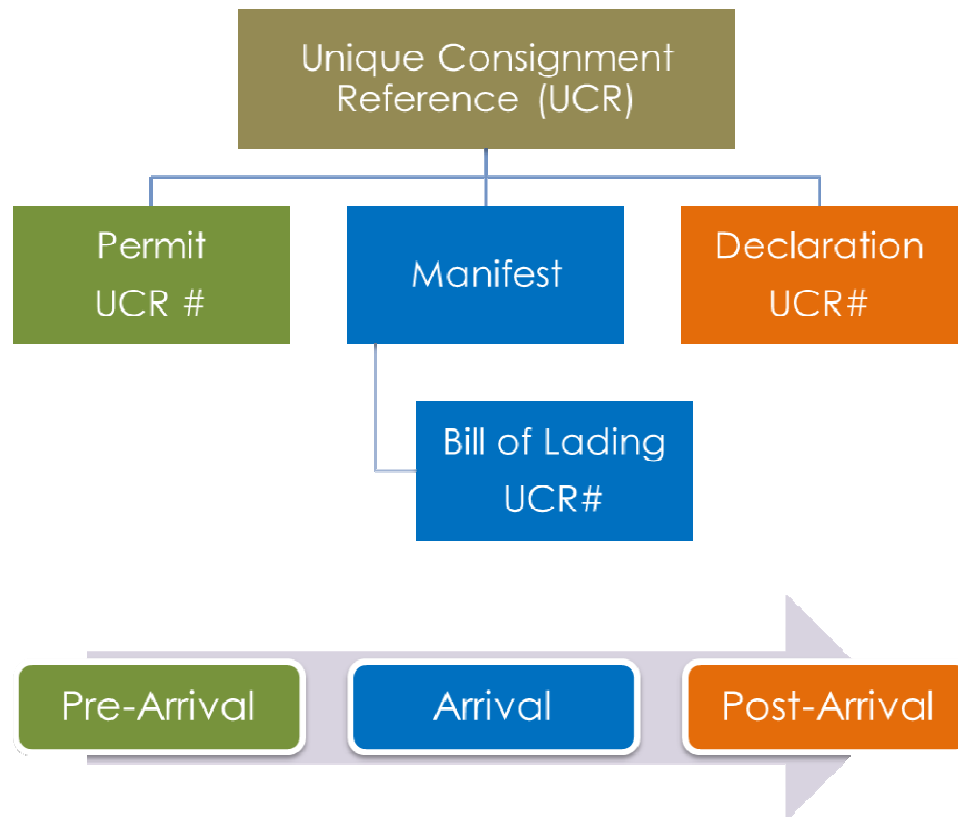 Unique Consignment
Reference (UCR)
Permit
UCR #
Manifest
Declaration
UCR#
Bill of Lading
UCR#
Pre-Arrival
Arrival
Post-Arrival